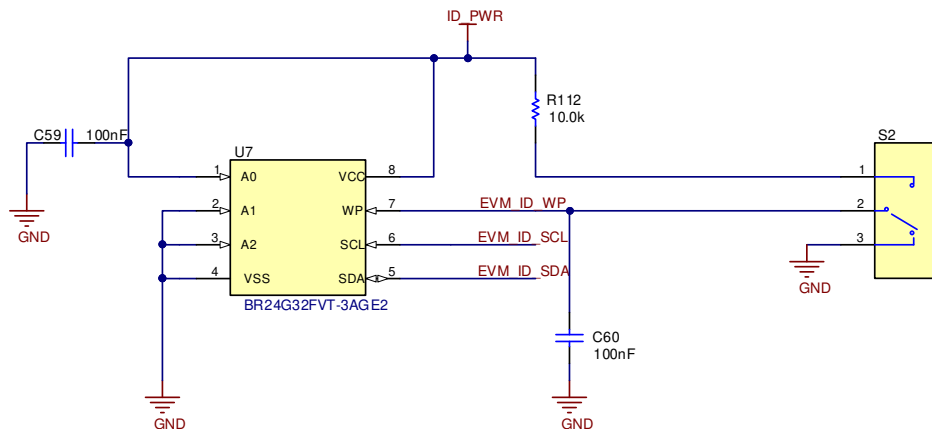 ID_PWR
C59
100nF
GND
U7
1
A0
2
A1
3
A2
4
VSS
VCC
8
WP
7
SCL
6
SDA
5
BR24G32FVT-3AGE2
GND
R112
10.0k
EVM_ID_WP
EVM_ID_SCL
EVM_ID_SDA
C60
100nF
GND
S2
1
2
3
GND